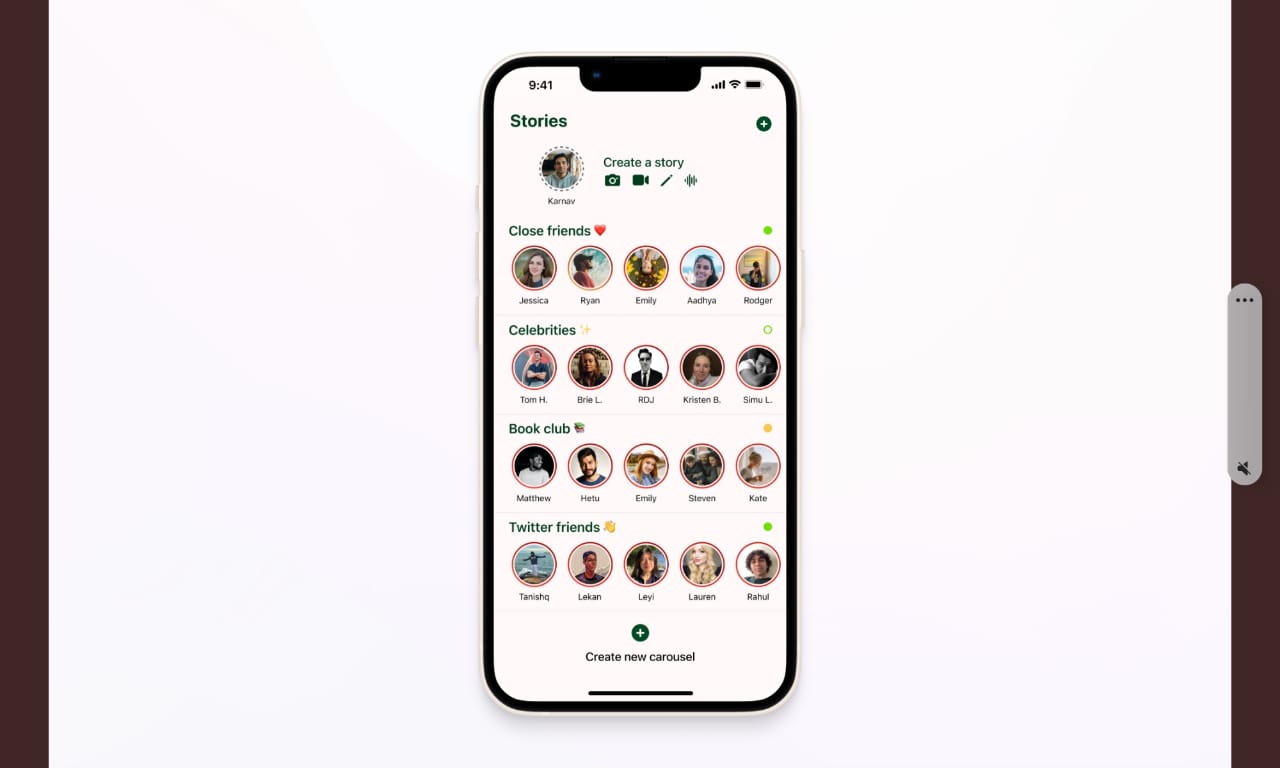 9:41
Stories
Create a story
Karnav
Close friends ❤️
Jessica Ryan Emily Aadhya Rodger
Celebrities ✨
Tom H. Brie L. RDJ Kristen B. Simu L.
Book club 📚
Matthew Hetu Emily Steven Kate
Twitter friends 👋
Tanishq Lekan Leyi Lauren Rahul
Create new carousel